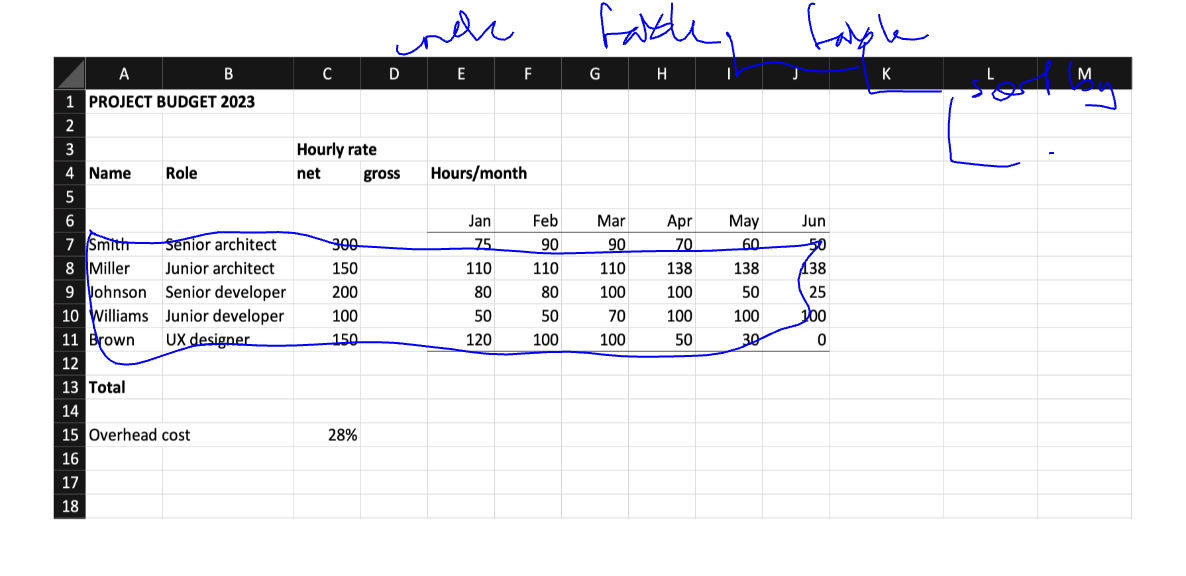 A B C D E F G H I J K L M
sort by
1 PROJECT BUDGET 2023
2
3 Hourly rate
4 Name Role net gross Hours/month
5
6 Jan Feb Mar Apr May Jun
7 Smith Senior architect 300 75 90 90 70 60 50
8 Miller Junior architect 150 110 110 110 138 138 138
9 Johnson Senior developer 200 80 80 100 100 50 25
10 Williams Junior developer 100 50 50 70 100 100 100
11 Brown UX designer 150 120 100 100 50 30 0
12
13 Total
14
15 Overhead cost 28%
16
17
18